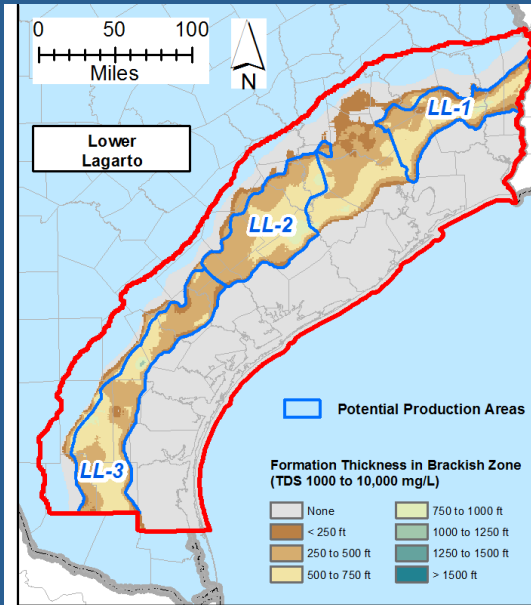 0 50 100
Miles
N
Lower
Lagarto
LL-1
LL-2
LL-3
Potential Production Areas
Formation Thickness in Brackish Zone
(TDS 1000 to 10,000 mg/L)
None
< 250 ft
250 to 500 ft
500 to 750 ft
750 to 1000 ft
1000 to 1250 ft
1250 to 1500 ft
> 1500 ft